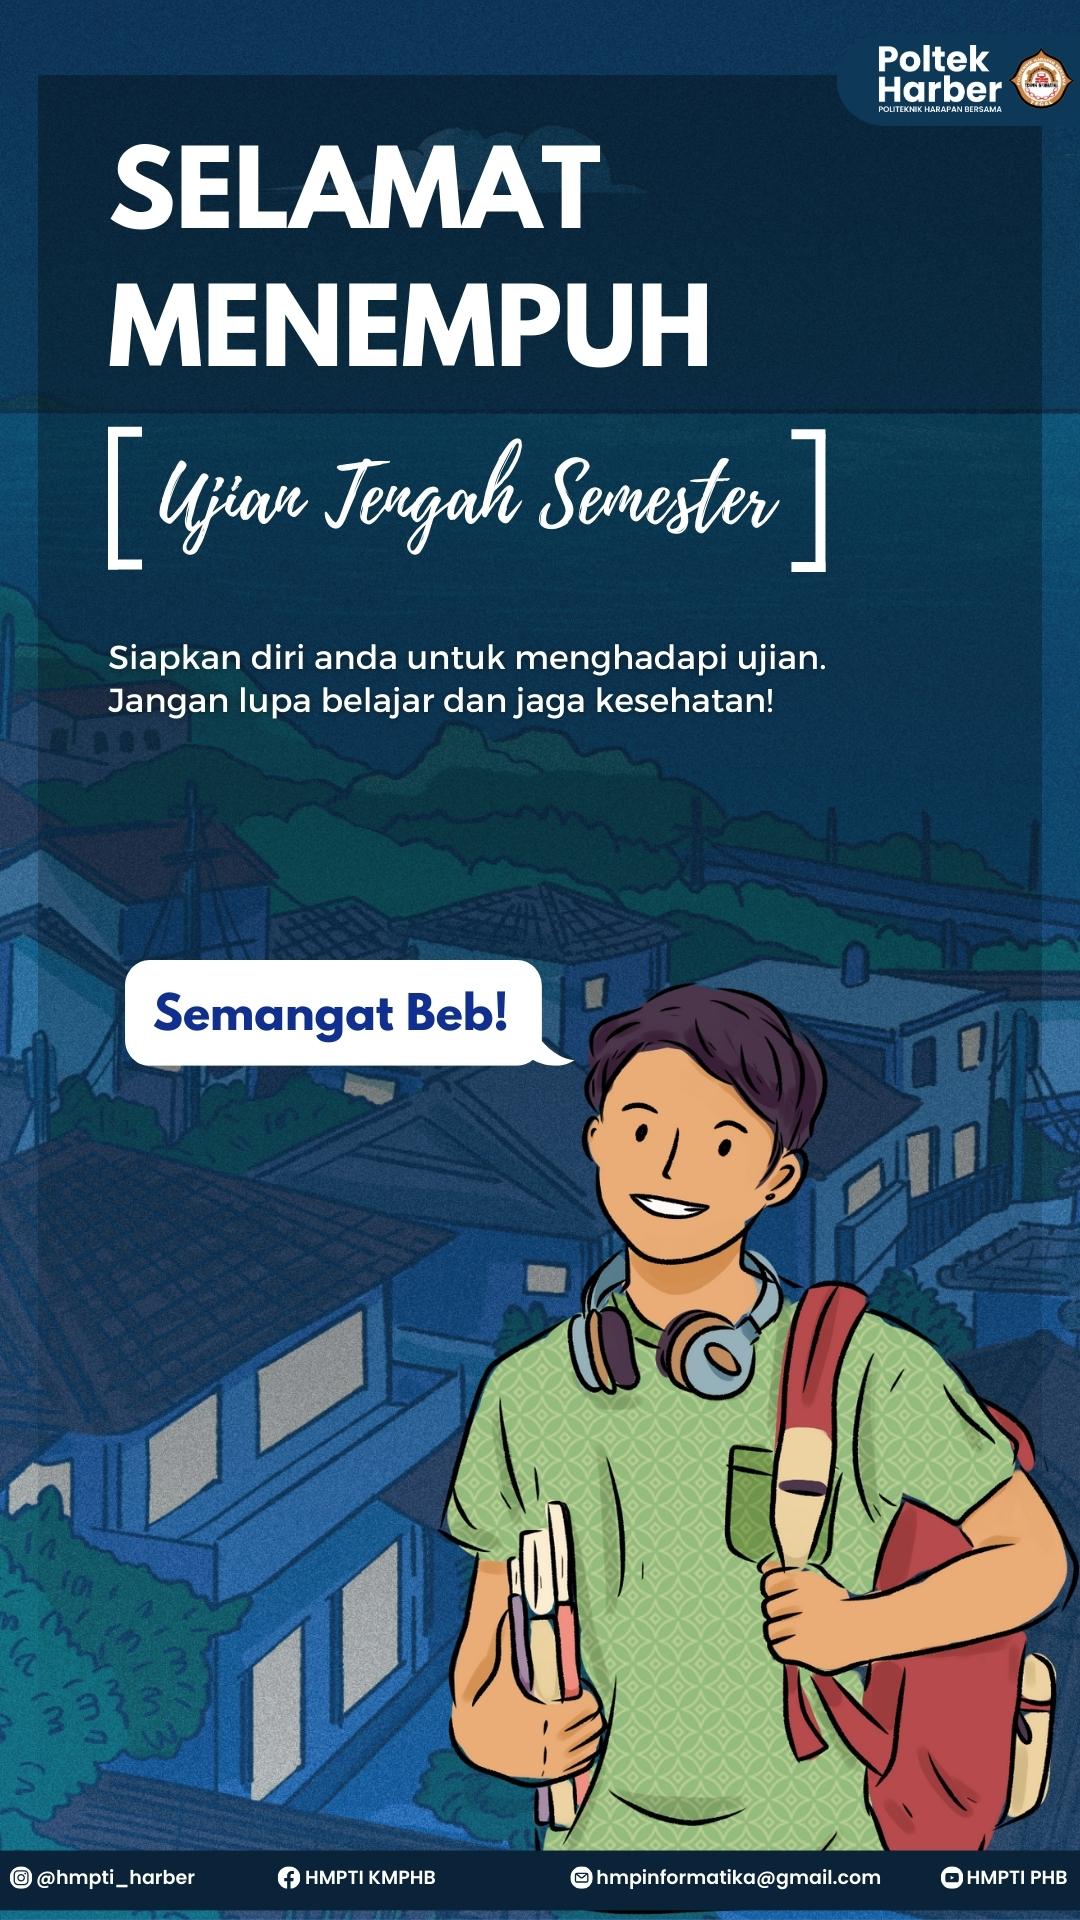 Poltek
Harber
POLITEKNIK HARAPAN BERSAMA
SELAMAT
MENEMPUH
[ Ujian Tengah Semester ]
Siapkan diri anda untuk menghadapi ujian.
Jangan lupa belajar dan jaga kesehatan!
Semangat Beb!
@hmpti_harber HMPTI KMPHB hmpinformatika@gmail.com HMPTI PHB